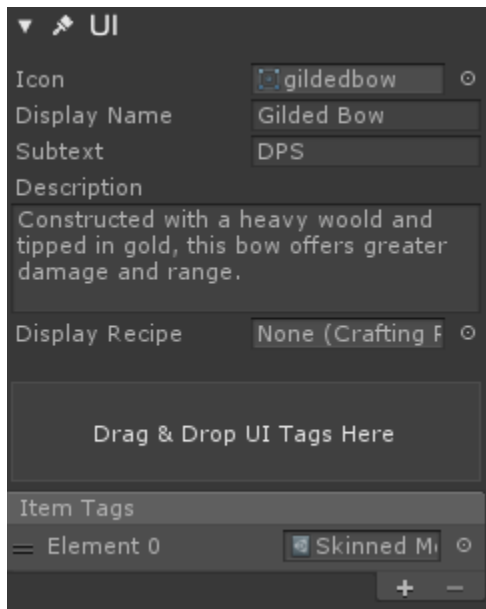 UI
Icon gildedbow
Display Name Gilded Bow
Subtext DPS
Description
Constructed with a heavy woold and
tipped in gold, this bow offers greater
damage and range.
Display Recipe None (Crafting
Drag & Drop UI Tags Here
Item Tags
Element 0 Skinned
+ −